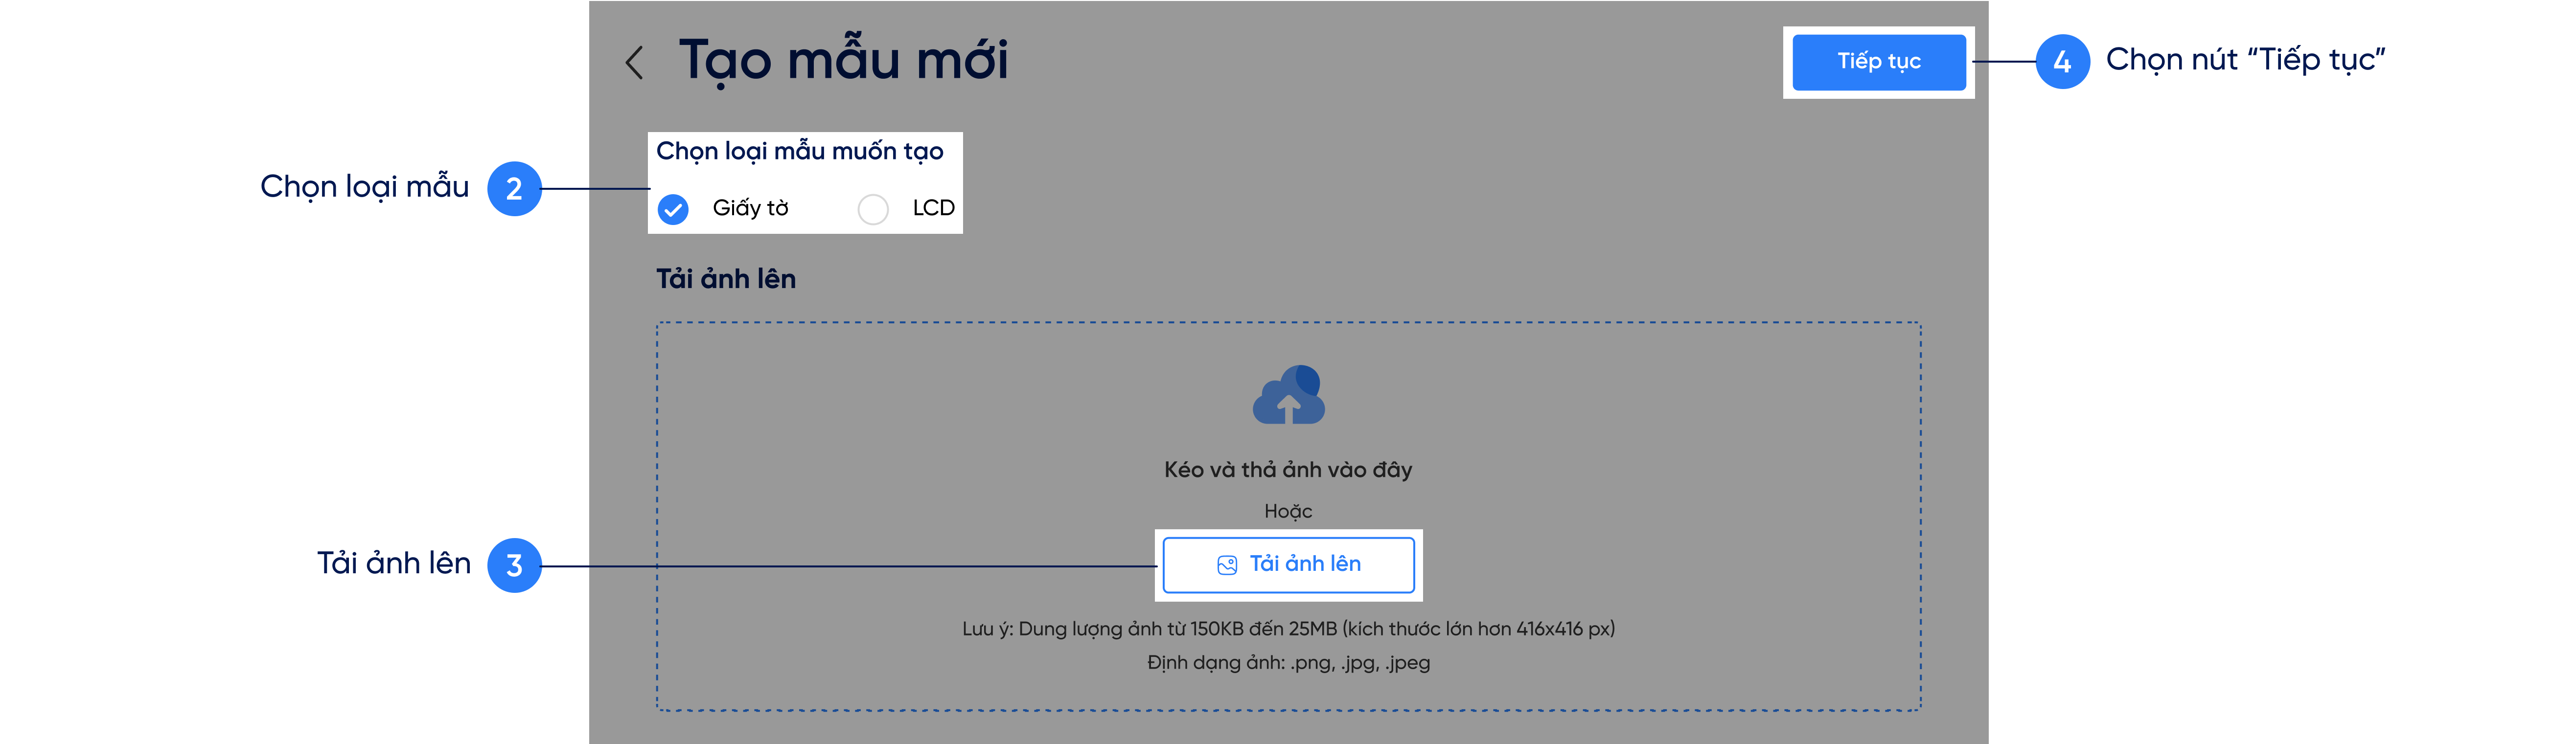 Tạo mẫu mới
Tiếp tục
4 Chọn nút “Tiếp tục”
Chọn loại mẫu muốn tạo
Chọn loại mẫu 2
Giấy tờ LCD
Tải ảnh lên
Kéo và thả ảnh vào đây
Hoặc
Tải ảnh lên 3
Tải ảnh lên
Lưu ý: Dung lượng ảnh từ 150KB đến 25MB (kích thước lớn hơn 416x416 px)
Định dạng ảnh: .png, .jpg, .jpeg